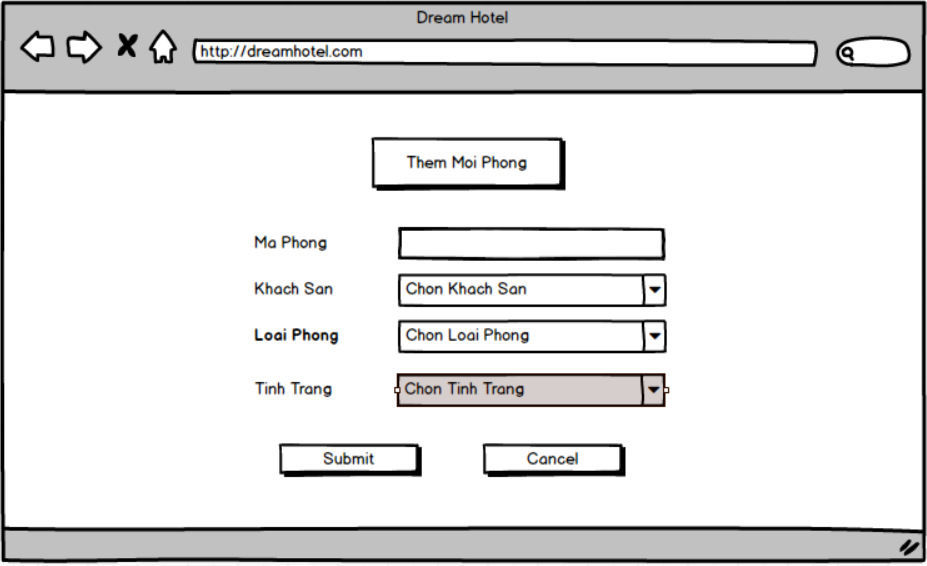 Dream Hotel
http://dreamhotel.com
Them Moi Phong
Ma Phong
Khach San Chon Khach San
Loai Phong Chon Loai Phong
Tinh Trang Chon Tinh Trang
Submit Cancel